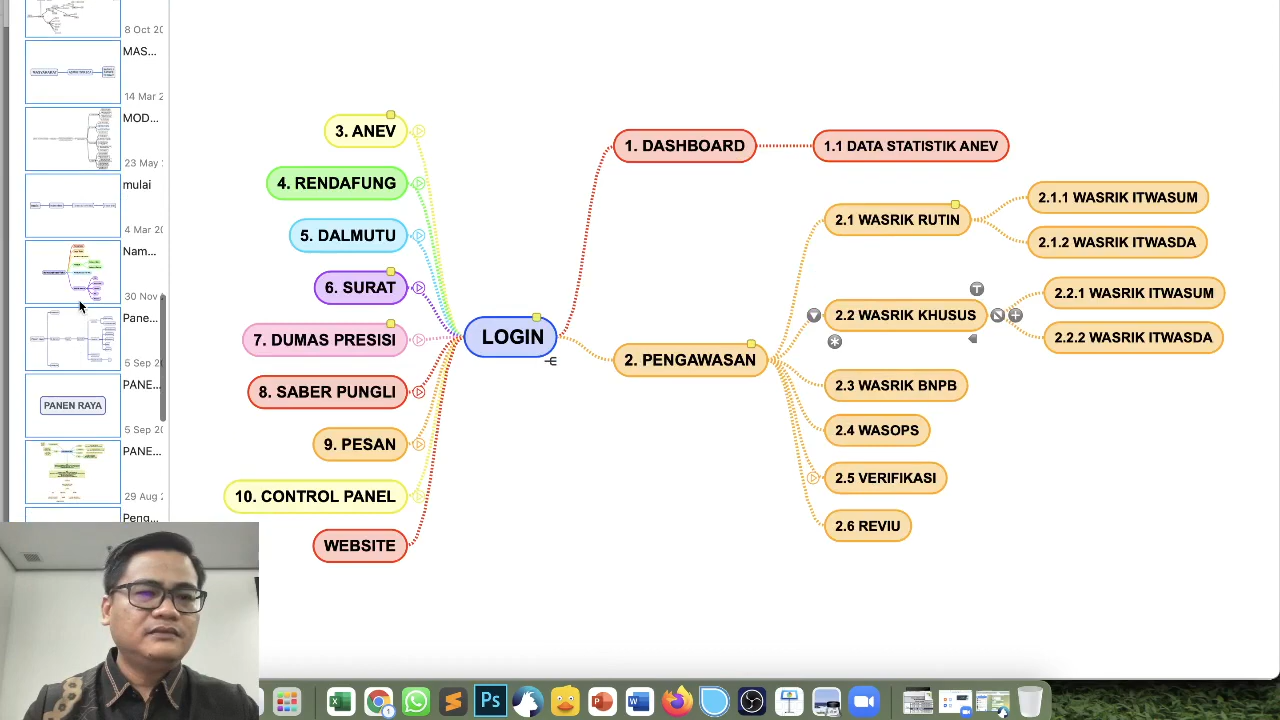 8 Oct 20
MAS...
14 Mar 2
MOD...
23 May
mulai
4 Mar 20
Nam...
30 Nov
Pane...
5 Sep 20
PANE...
PANEN RAYA
5 Sep 20
PANE...
29 Aug 2
Peng
3. ANEV
4. RENDAFUNG
5. DALMUTU
6. SURAT
7. DUMAS PRESISI
8. SABER PUNGLI
9. PESAN
10. CONTROL PANEL
WEBSITE
LOGIN
1. DASHBOARD
1.1 DATA STATISTIK ANEV
2. PENGAWASAN
2.1 WASRIK RUTIN
2.1.1 WASRIK ITWASUM
2.1.2 WASRIK ITWASDA
2.2 WASRIK KHUSUS
2.2.1 WASRIK ITWASUM
2.2.2 WASRIK ITWASDA
2.3 WASRIK BNPB
2.4 WASOPS
2.5 VERIFIKASI
2.6 REVIU
Ps